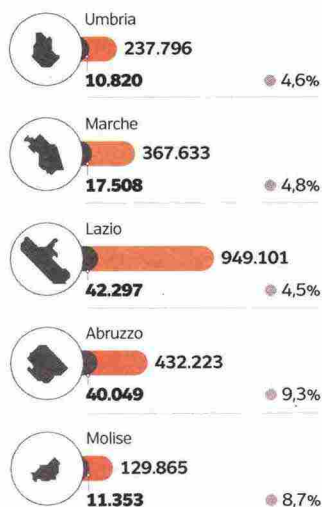 Umbria
237.796
10.820 4,6%
Marche
367.633
17.508 4,8%
Lazio
949.101
42.297 4,5%
Abruzzo
432.223
40.049 9,3%
Molise
129.865
11.353 8,7%